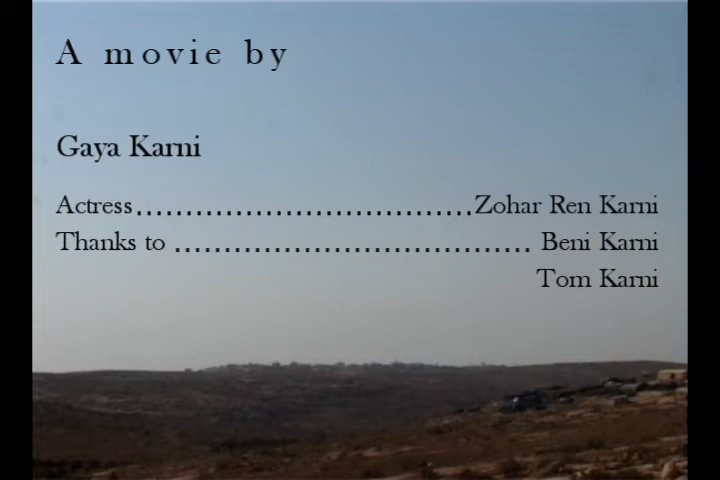 A movie by
Gaya Karni
Actress..................................Zohar Ren Karni
Thanks to .................................... Beni Karni
Tom Karni